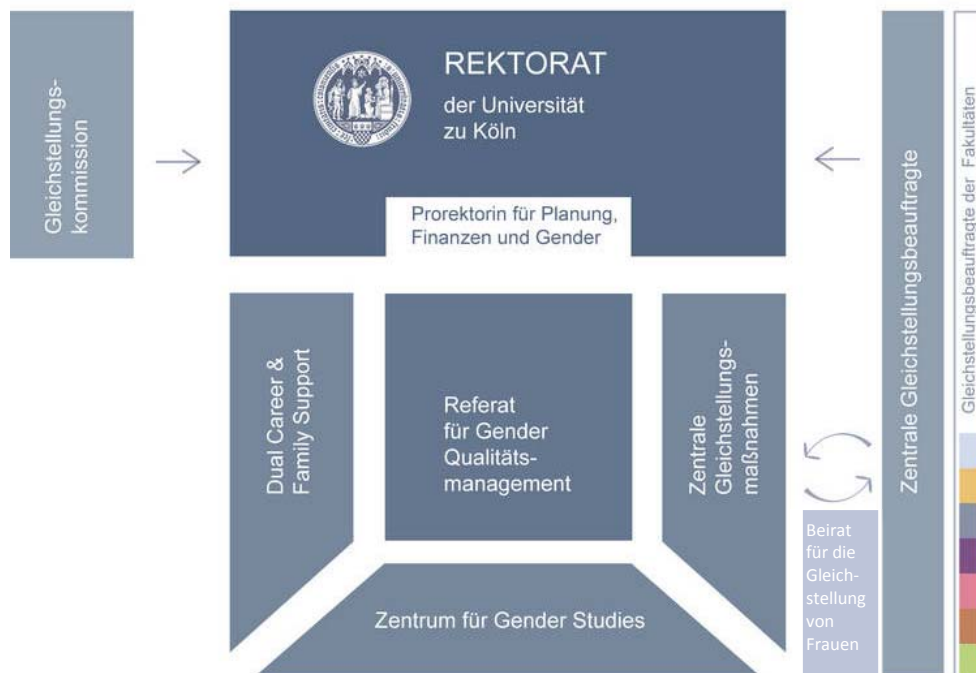 Gleichstellungs-
kommission
REKTORAT
der Universität
zu Köln
Prorektorin für Planung,
Finanzen und Gender
Dual Career &
Family Support
Referat
für Gender
Qualitäts-
management
Zentrale
Gleichstellungs-
maßnahmen
Zentrum für Gender Studies
Beirat
für die
Gleich-
stellung
von
Frauen
Zentrale Gleichstellungsbeauftragte
Gleichstellungsbeauftragte der Fakultäten